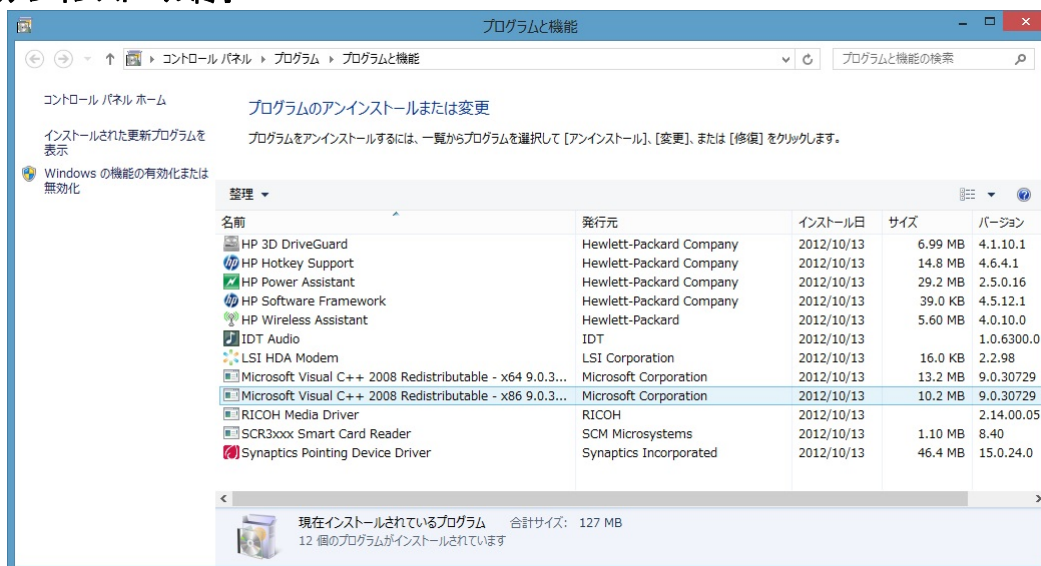 プログラムと機能
コントロール パネル ▸ プログラム ▸ プログラムと機能
プログラムと機能の検索
コントロール パネル ホーム
インストールされた更新プログラムを
表示
Windows の機能の有効化または
無効化
プログラムのアンインストールまたは変更
プログラムをアンインストールするには、一覧からプログラムを選択して [アンインストール]、[変更]、または [修復] をクリックします。
整理
名前 発行元 インストール日 サイズ バージョン
HP 3D DriveGuard Hewlett-Packard Company 2012/10/13 6.99 MB 4.1.10.1
HP Hotkey Support Hewlett-Packard Company 2012/10/13 14.8 MB 4.6.4.1
HP Power Assistant Hewlett-Packard Company 2012/10/13 29.2 MB 2.5.0.16
HP Software Framework Hewlett-Packard Company 2012/10/13 39.0 KB 4.5.12.1
HP Wireless Assistant Hewlett-Packard 2012/10/13 5.60 MB 4.0.10.0
IDT Audio IDT 2012/10/13 1.0.6300.0
LSI HDA Modem LSI Corporation 2012/10/13 16.0 KB 2.2.98
Microsoft Visual C++ 2008 Redistributable - x64 9.0.3... Microsoft Corporation 2012/10/13 13.2 MB 9.0.30729
Microsoft Visual C++ 2008 Redistributable - x86 9.0.3... Microsoft Corporation 2012/10/13 10.2 MB 9.0.30729
RICOH Media Driver RICOH 2012/10/13 2.14.00.05
SCR3xxx Smart Card Reader SCM Microsystems 2012/10/13 1.10 MB 8.40
Synaptics Pointing Device Driver Synaptics Incorporated 2012/10/13 46.4 MB 15.0.24.0
現在インストールされているプログラム 合計サイズ: 127 MB
12 個のプログラムがインストールされています